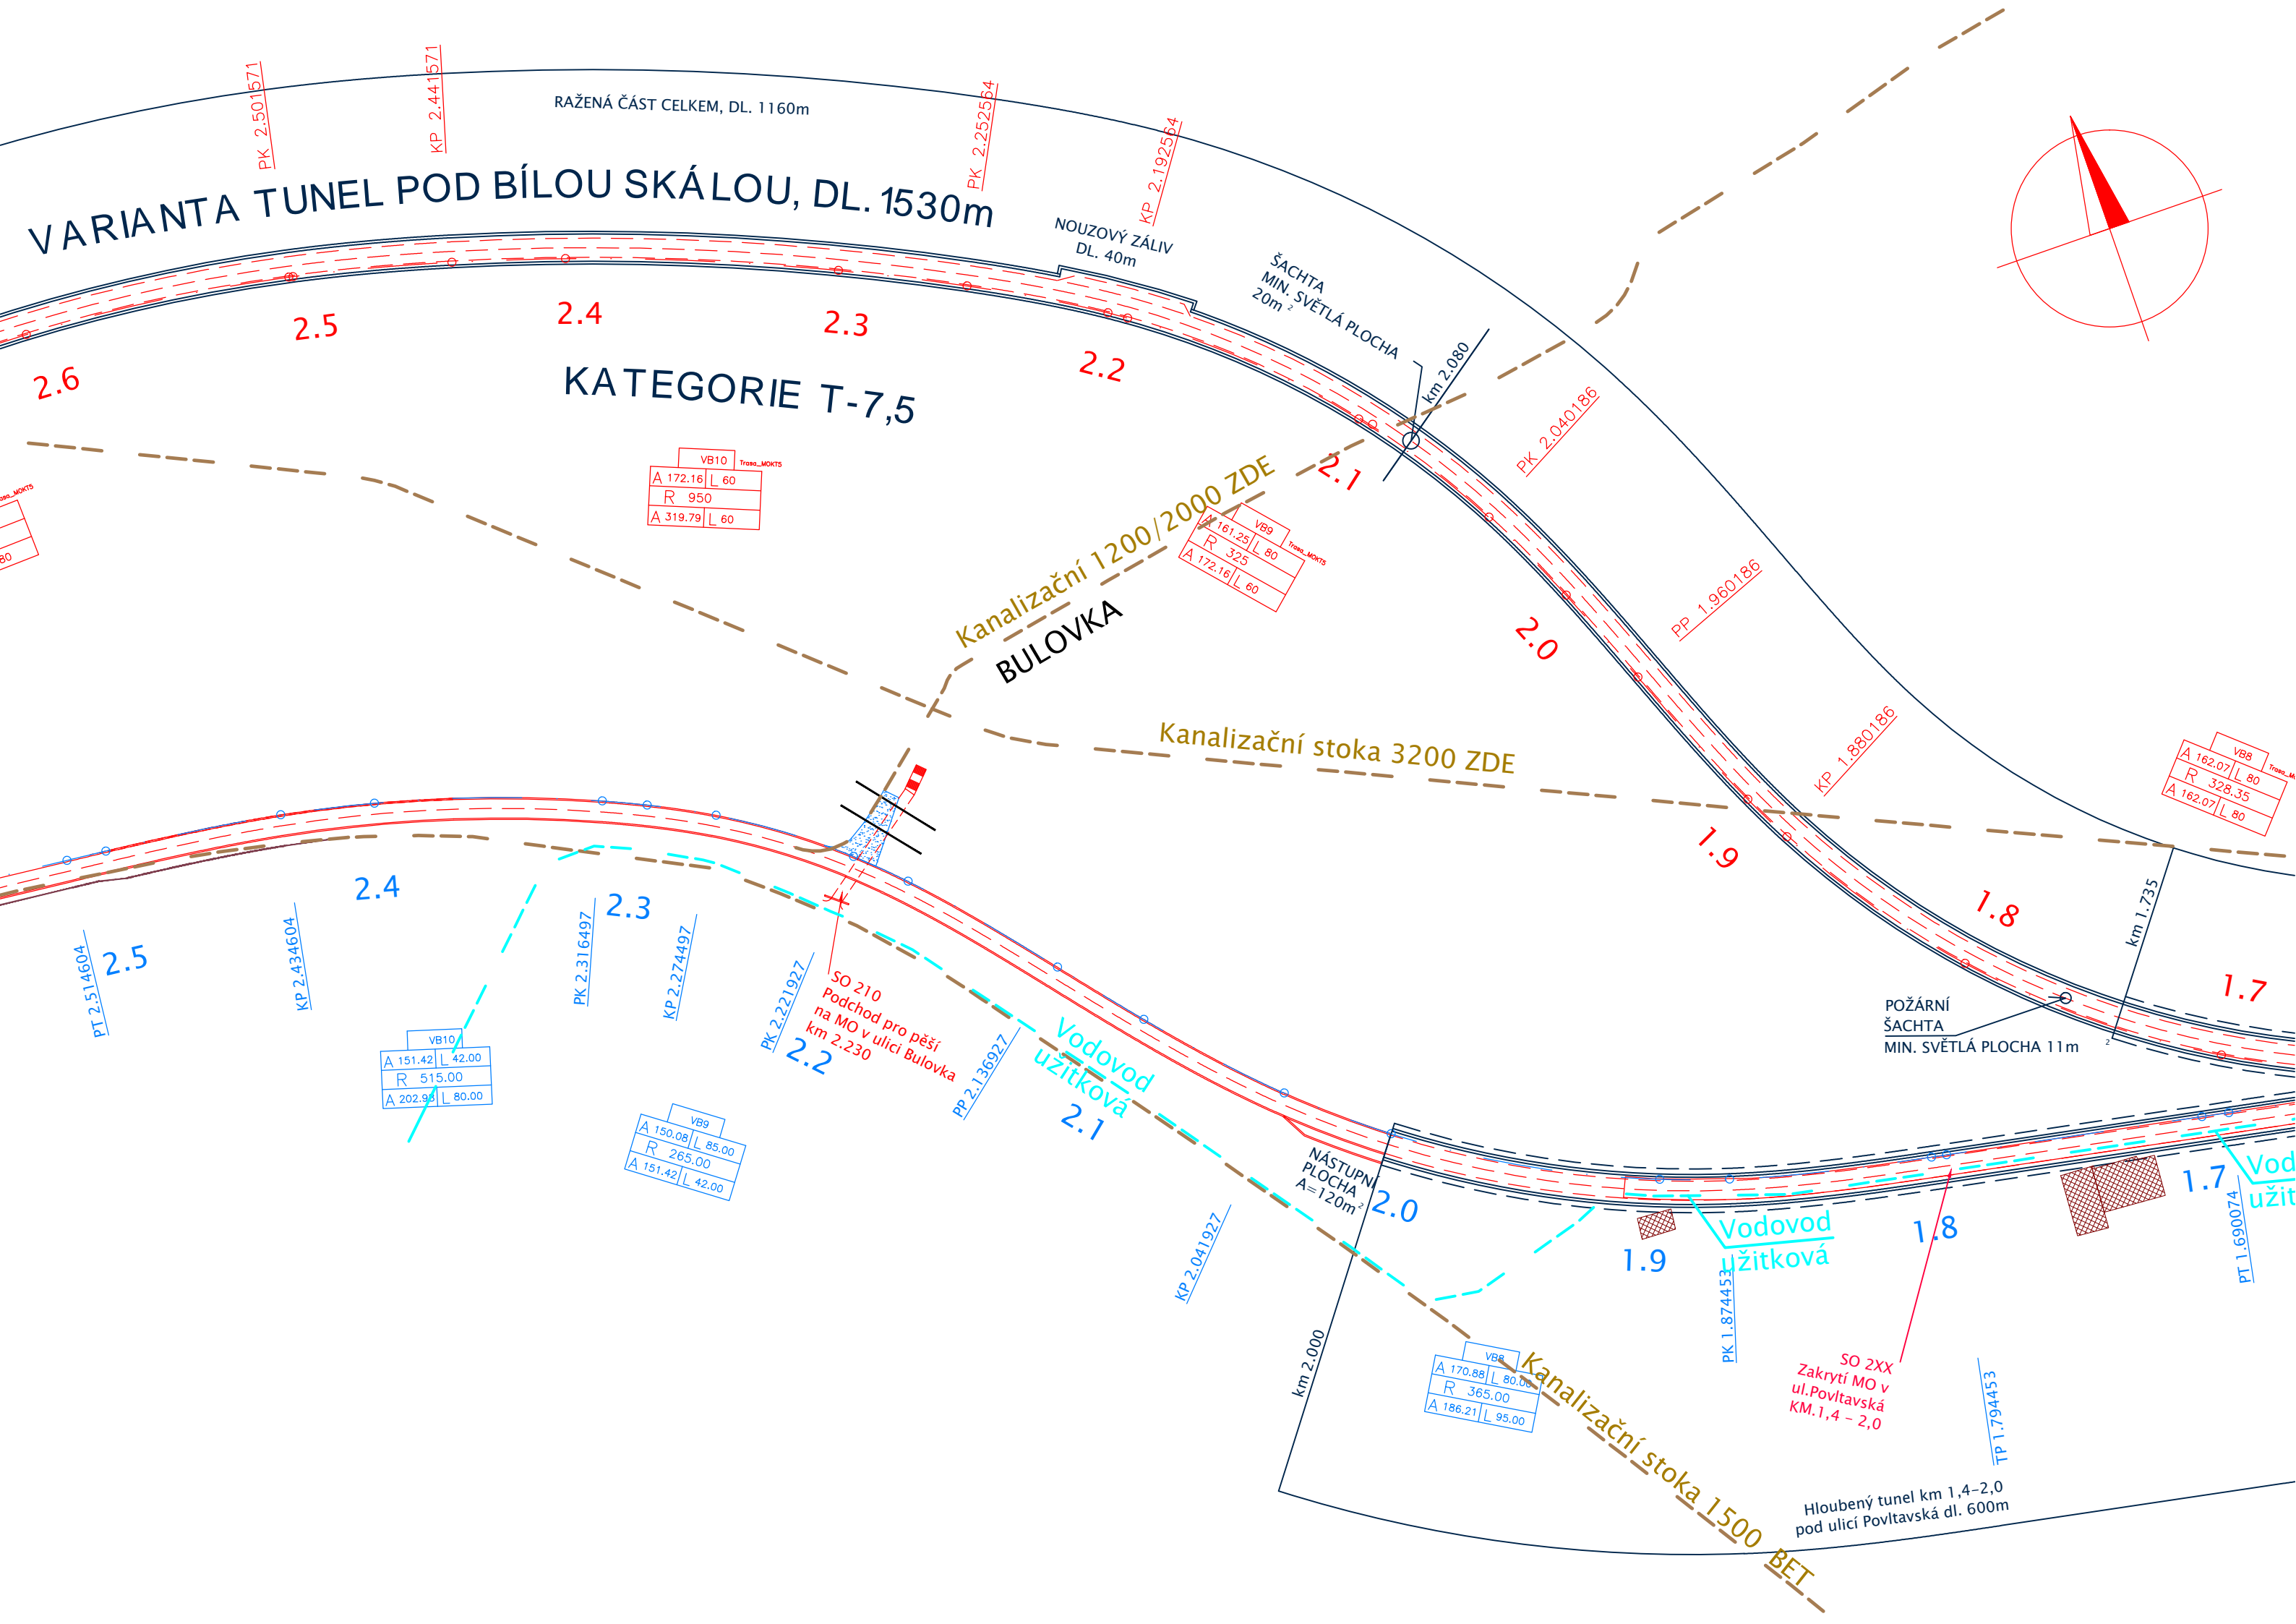 PK 2.501571
KP 2.441571
RAŽENÁ ČÁST CELKEM, DL. 1160m
PK 2.252564
KP 2.192564
VARIANTA TUNEL POD BÍLOU SKÁLOU, DL. 1530m
NOUZOVÝ ZÁLIV
DL. 40m
ŠACHTA
MIN. SVĚTLÁ PLOCHA
20m 2
km 2.080
2.6
2.5
2.4
2.3
2.2
2.1
2.0
1.9
1.8
1.7
KATEGORIE T-7,5
PK 2.040186
PP 1.960186
KP 1.880186
VB10
Trasa_MOKT5
A 172.16 L 60
R 950
A 319.79 L 60
80
VB9
Trasa_MOKT5
A 161.25 L 80
R 325
A 172.16 L 60
VB8
A 162.07 L 80
R 328.35
A 162.07 L 80
Kanalizační 1200/2000 ZDE
BULOVKA
Kanalizační stoka 3200 ZDE
km 1.735
POŽÁRNÍ
ŠACHTA
MIN. SVĚTLÁ PLOCHA 11m 2
2.5
2.4
2.3
2.2
2.1
2.0
1.9
1.8
1.7
PT 2.514604
KP 2.434604
PK 2.316497
KP 2.274497
PK 2.221927
PP 2.136927
KP 2.041927
PK 1.874453
TP 1.794453
PT 1.690074
SO 210
Podchod pro pěší
na MO v ulici Bulovka
km 2.230
VB10
A 151.42 L 42.00
R 515.00
A 202.98 L 80.00
VB9
A 150.08 L 85.00
R 265.00
A 151.42 L 42.00
Vodovod
užitková
NÁSTUPNÍ
PLOCHA
A=120m 2
km 2.000
Vodovod
užitková
VB8
A 170.88 L 80.00
R 365.00
A 186.21 L 95.00
Kanalizační stoka 1500 BET
SO 2XX
Zakrytí MO v
ul.Povltavská
KM.1,4 - 2,0
Hloubený tunel km 1,4-2,0
pod ulicí Povltavská dl. 600m